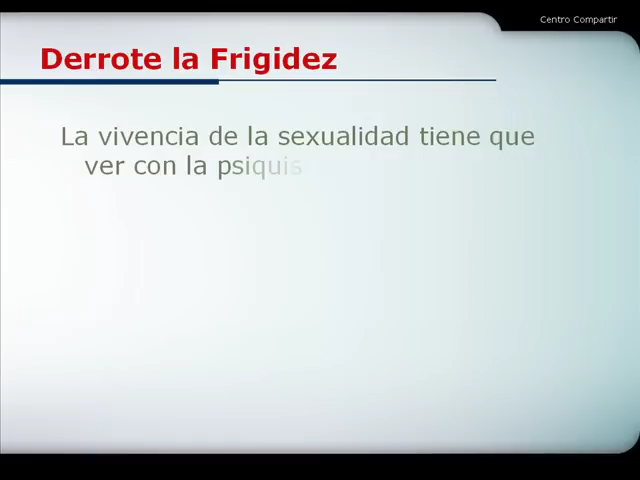 Centro Compartir
Derrote la Frigidez
La vivencia de la sexualidad tiene que
ver con la psiquis